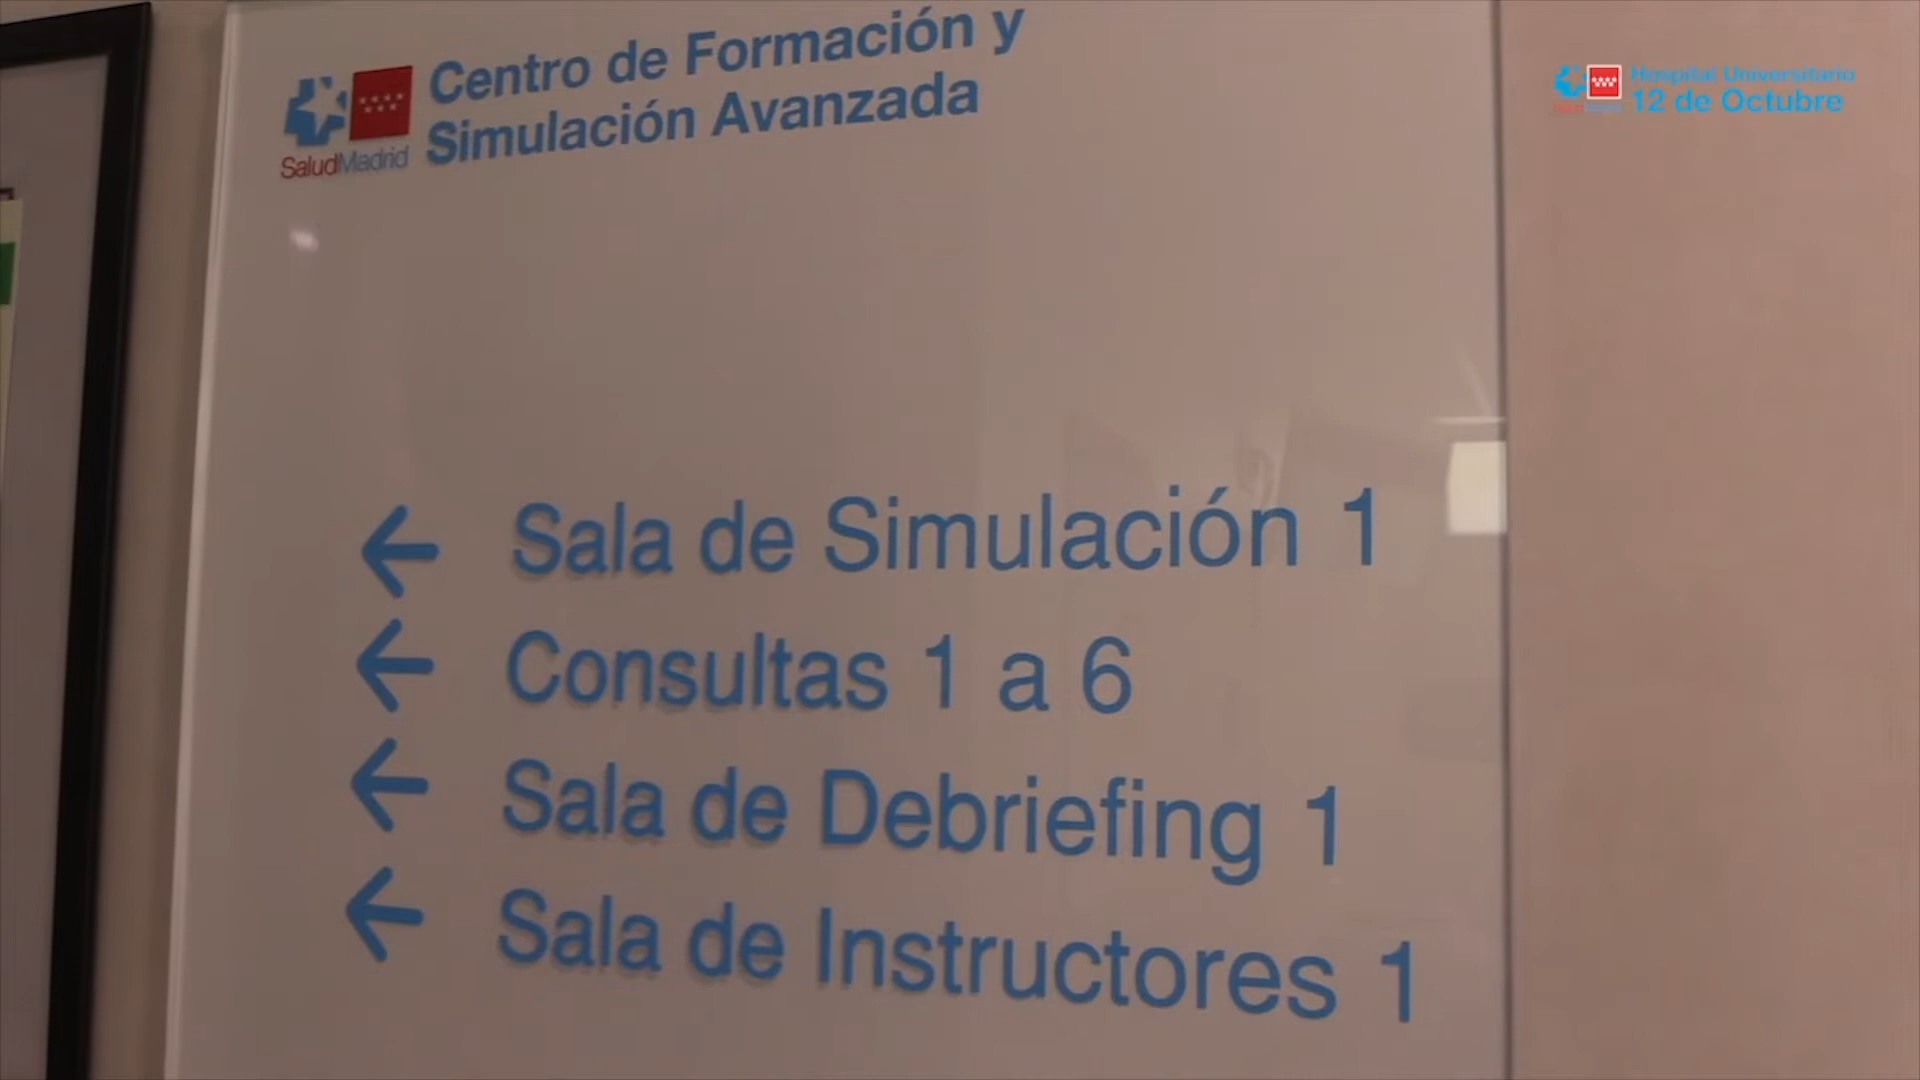 Centro de Formación y
Simulación Avanzada
SaludMadrid
Hospital Universitario
12 de Octubre
← Sala de Simulación 1
← Consultas 1 a 6
← Sala de Debriefing 1
← Sala de Instructores 1